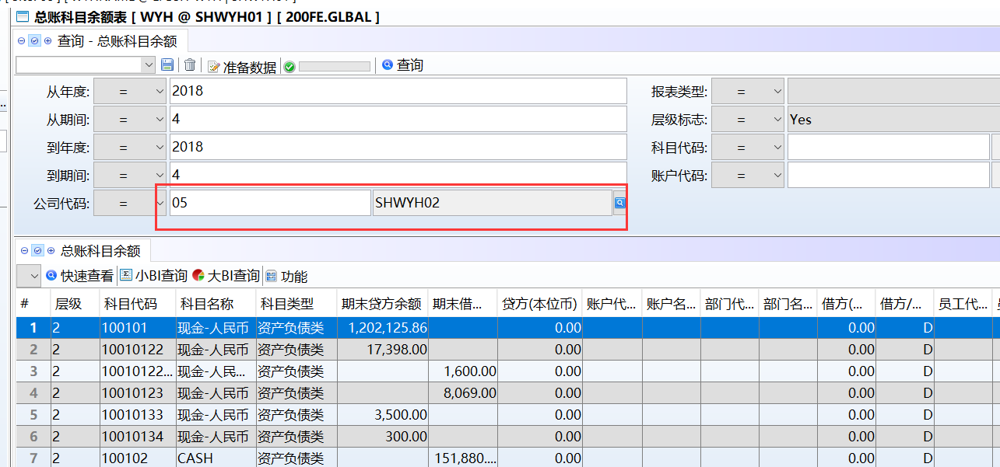 总账科目余额表 [ WYH @ SHWYH01 ] [ 200FE.GLBAL ]
查询 - 总账科目余额
准备数据 查询
从年度: = 2018 报表类型: =
从期间: = 4 层级标志: = Yes
到年度: = 2018 科目代码: =
到期间: = 4 账户代码: =
公司代码: = 05 SHWYH02
总账科目余额
快速查看 小BI查询 大BI查询 功能
# 层级 科目代码 科目名称 科目类型 期末贷方余额 期末借... 贷方(本位币) 账户代... 账户名... 部门代... 部门名... 借方(... 借方/... 员工代...
1 2 100101 现金-人民币 资产负债类 1,202,125.86 0.00 0.00 D
2 2 10010122 现金-人民币 资产负债类 17,398.00 0.00 0.00 D
3 2 10010122... 现金-人民... 资产负债类 1,600.00 0.00 0.00 D
4 2 10010123 现金-人民币 资产负债类 8,069.00 0.00 0.00 D
5 2 10010133 现金-人民币 资产负债类 3,500.00 0.00 0.00 D
6 2 10010134 现金-人民币 资产负债类 300.00 0.00 0.00 D
7 2 100102 CASH 资产负债类 151,880.... 0.00 0.00 D